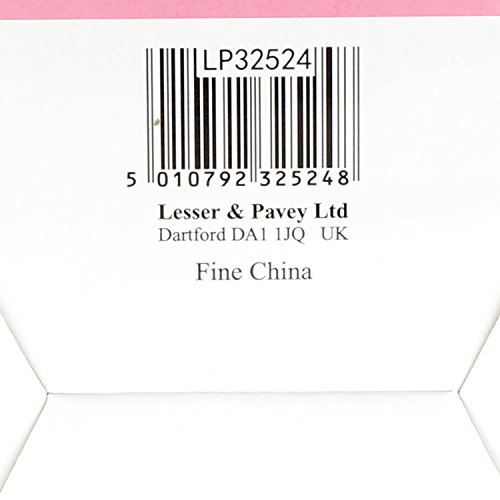 LP32524
5 010792 325248
Lesser & Pavey Ltd
Dartford DA1 1JQ UK
Fine China